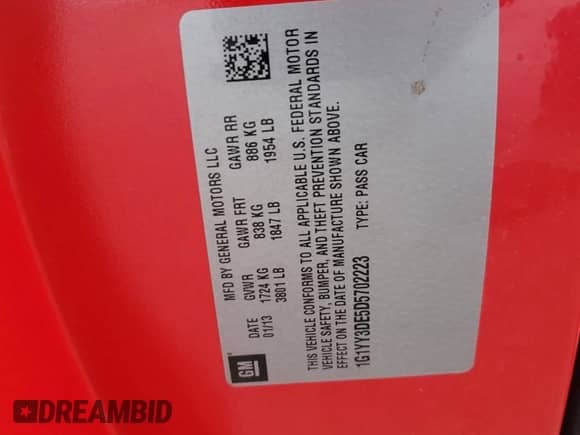 MFD BY GENERAL MOTORS LLC
DATE GVWR GAWR FRT GAWR RR
01/13 1724 KG 838 KG 886 KG
3801 LB 1847 LB 1954 LB
THIS VEHICLE CONFORMS TO ALL APPLICABLE U.S. FEDERAL MOTOR
VEHICLE SAFETY, BUMPER, AND THEFT PREVENTION STANDARDS IN
EFFECT ON THE DATE OF MANUFACTURE SHOWN ABOVE.
1G1YY3DE5D5702223 TYPE: PASS CAR
GM
DREAMBID